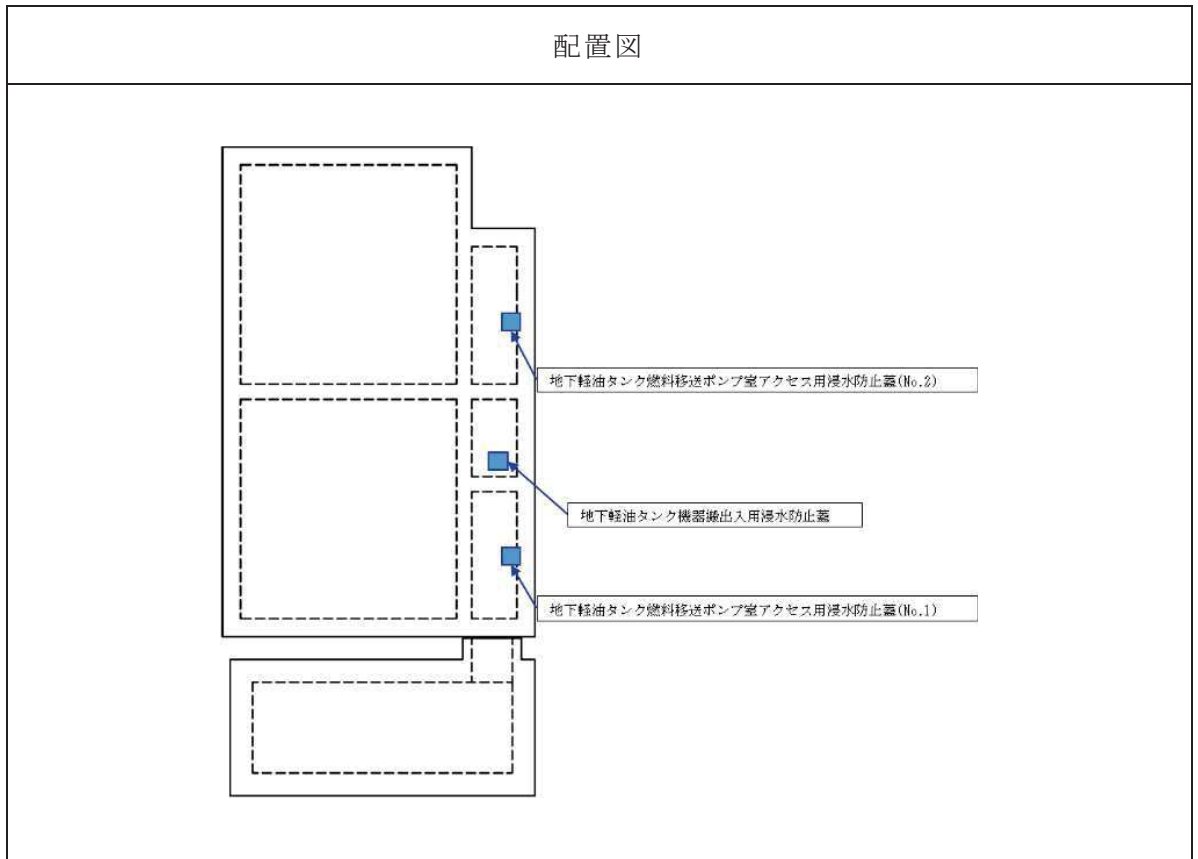 配置図
地下軽油タンク燃料移送ポンプ室アクセス用浸水防止蓋(No.2)
地下軽油タンク機器搬出入用浸水防止蓋
地下軽油タンク燃料移送ポンプ室アクセス用浸水防止蓋(No.1)